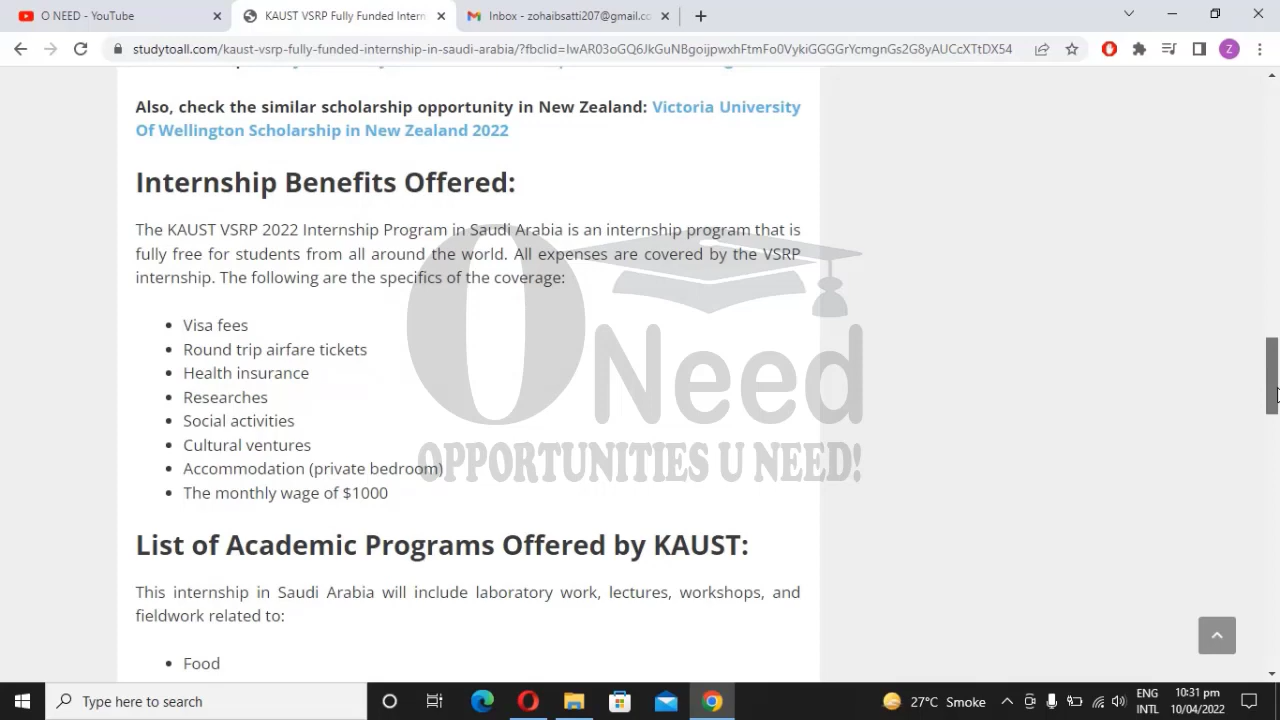 O NEED - YouTube
KAUST VSRP Fully Funded Intern
Inbox - zohaibsatti207@gmail.co
studytoall.com/kaust-vsrp-fully-funded-internship-in-saudi-arabia/?fbclid=IwAR03oGQ6JkGuNBgoijpwxhFtmFo0VykiGGGGrYcmgnGs2G8yAUCcXTtDX54
Z
Also, check the similar scholarship opportunity in New Zealand: Victoria University
Of Wellington Scholarship in New Zealand 2022
Internship Benefits Offered:
The KAUST VSRP 2022 Internship Program in Saudi Arabia is an internship program that is
fully free for students from all around the world. All expenses are covered by the VSRP
internship. The following are the specifics of the coverage:
Visa fees
Round trip airfare tickets
Health insurance
Researches
Social activities
Cultural ventures
Accommodation (private bedroom)
The monthly wage of $1000
O Need
OPPORTUNITIES U NEED!
List of Academic Programs Offered by KAUST:
This internship in Saudi Arabia will include laboratory work, lectures, workshops, and
fieldwork related to:
Food
Type here to search
27°C Smoke
ENG
INTL
10:31 pm
10/04/2022